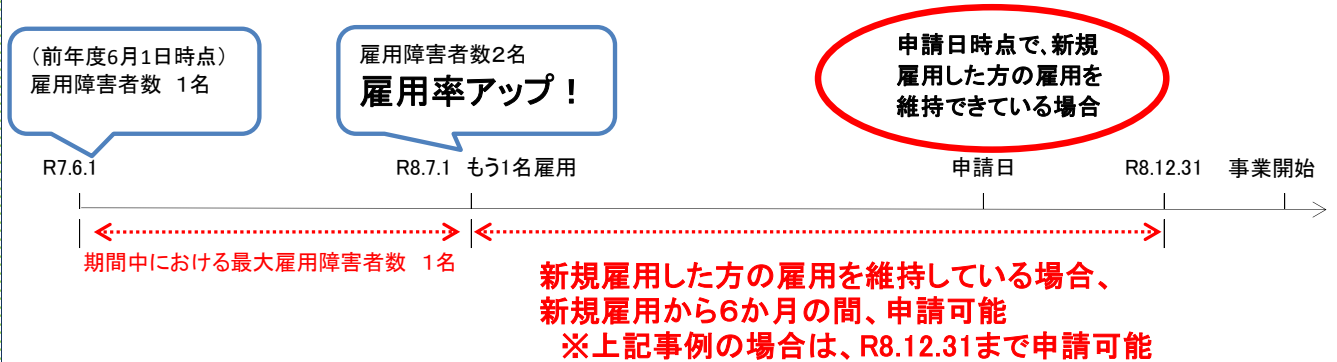 （前年度6月1日時点）
雇用障害者数　１名
雇用障害者数２名
雇用率アップ！
申請日時点で、新規
雇用した方の雇用を
維持できている場合
R7.6.1
R8.7.1　もう1名雇用
申請日
R8.12.31
事業開始
期間中における最大雇用障害者数　１名
新規雇用した方の雇用を維持している場合、
新規雇用から６か月の間、申請可能
※上記事例の場合は、R8.12.31まで申請可能